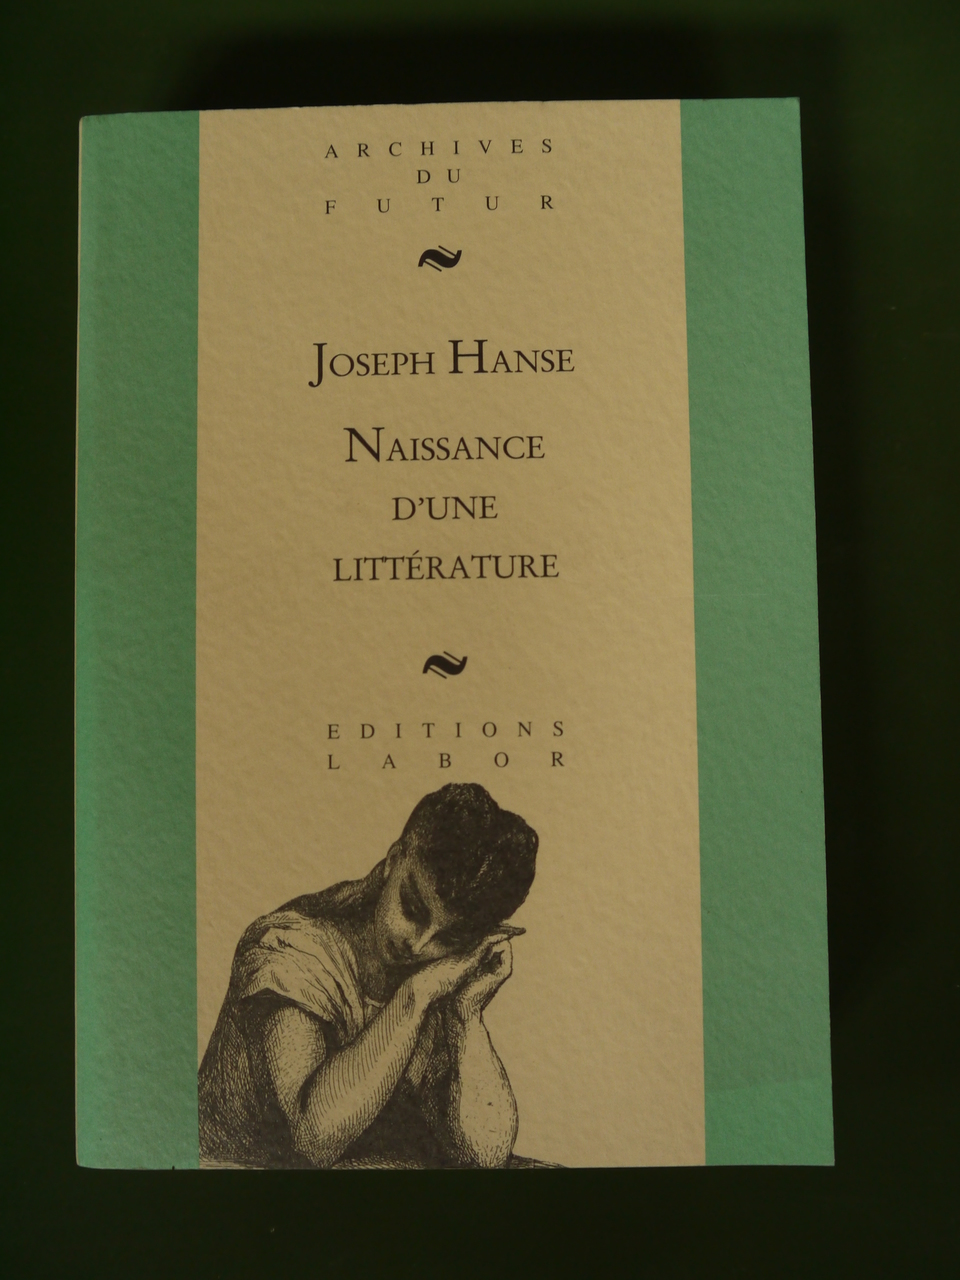 ARCHIVES
DU
FUTUR
JOSEPH HANSE
NAISSANCE
D'UNE
LITTÉRATURE
EDITIONS
LABOR